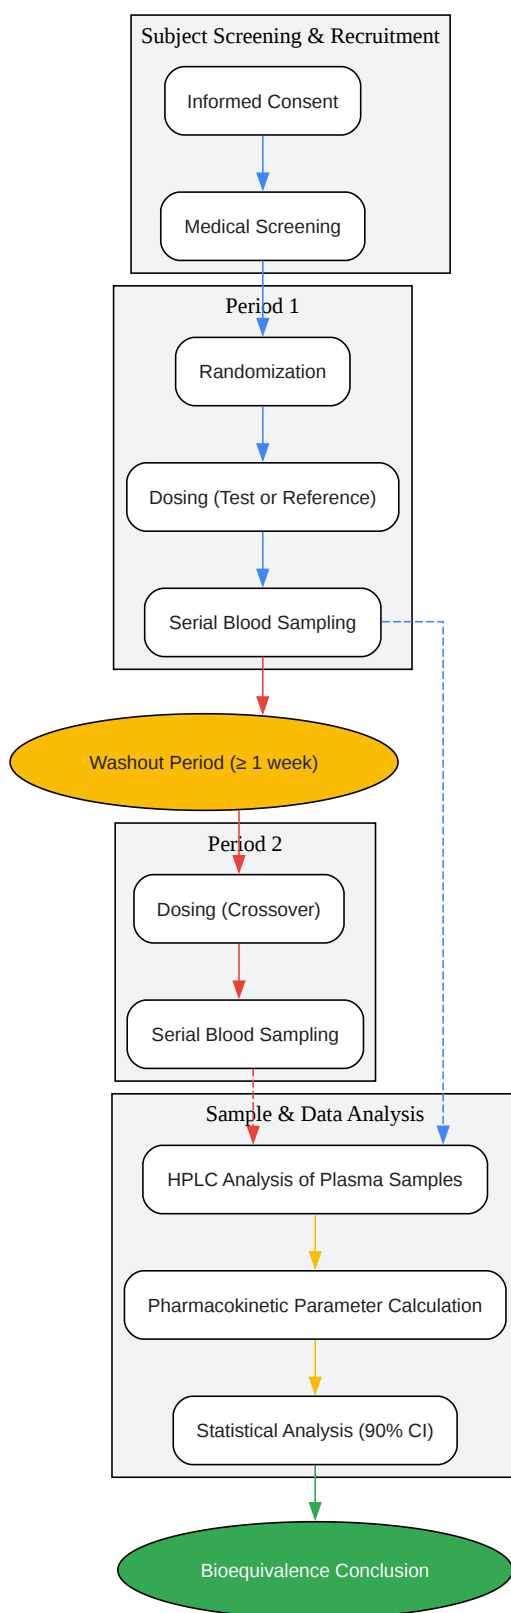 Subject Screening & Recruitment
Informed Consent
Medical Screening
Period 1
Randomization
Dosing (Test or Reference)
Serial Blood Sampling
Washout Period (≥ 1 week)
Period 2
Dosing (Crossover)
Serial Blood Sampling
Sample & Data Analysis
HPLC Analysis of Plasma Samples
Pharmacokinetic Parameter Calculation
Statistical Analysis (90% CI)
Bioequivalence Conclusion